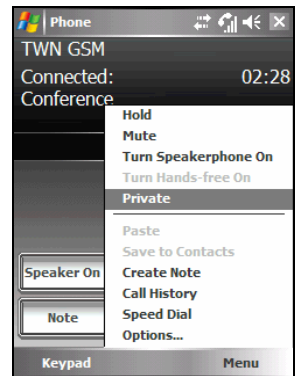 Phone
TWN GSM
Connected: 02:28
Conference
Hold
Mute
Turn Speakerphone On
Turn Hands-free On
Private
Paste
Save to Contacts
Create Note
Call History
Speed Dial
Options...
Speaker On
Note
Keypad Menu